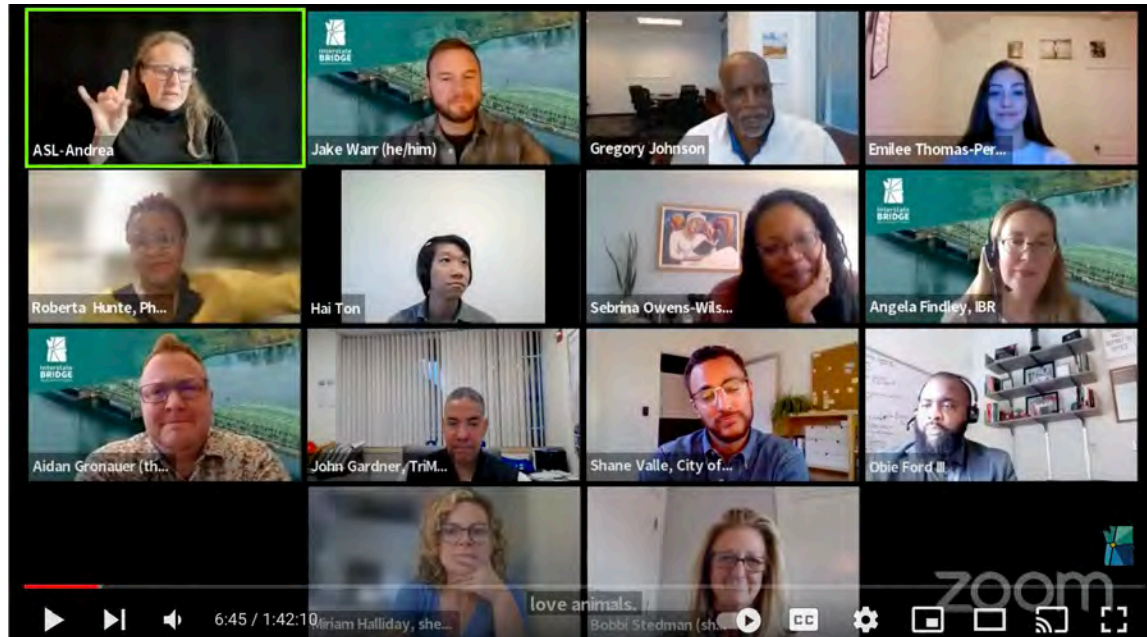 Interstate
BRIDGE
ASL-Andrea
Jake Warr (he/him)
Gregory Johnson
Emilee Thomas-Per...
Interstate
BRIDGE
Roberta Hunte, Ph...
Hai Ton
Sebrina Owens-Wils...
Angela Findley, IBR
Interstate
BRIDGE
Aidan Gronauer (th...
John Gardner, TriM...
Shane Valle, City of...
Obie Ford III
zoom
love animals.
6:45 / 1:42:10
Miriam Halliday, she...
Bobbi Stedman (sh...
CC